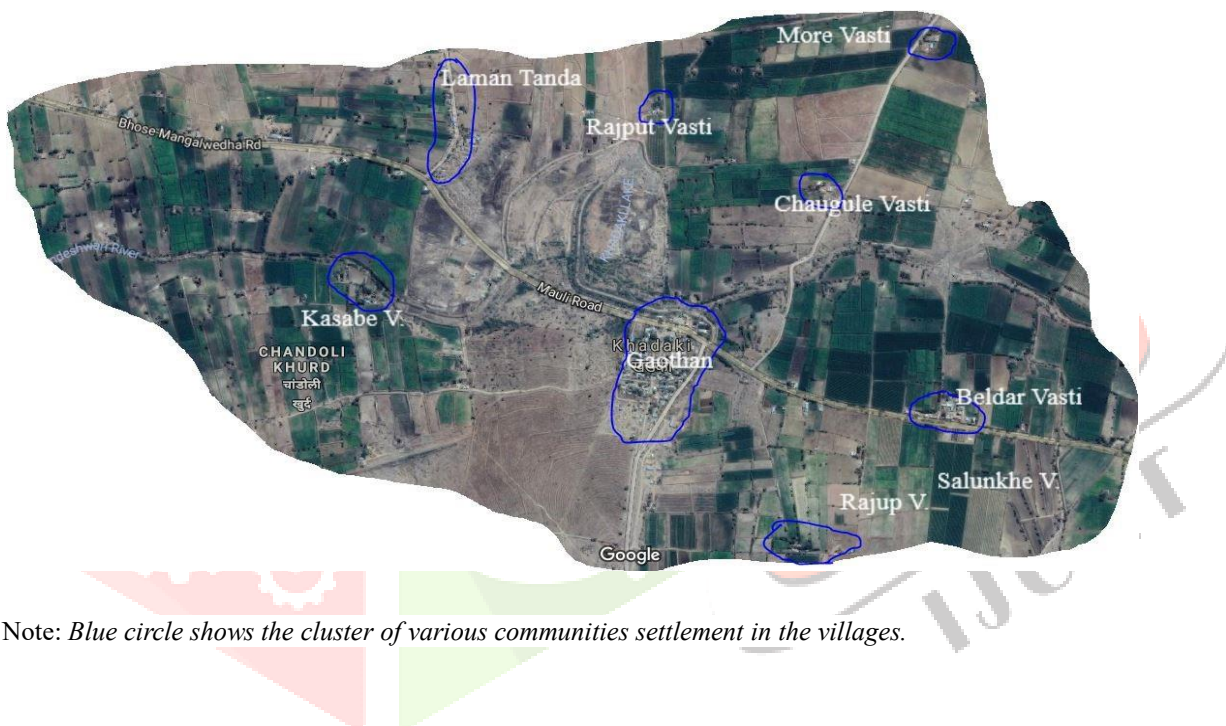 More Vasti
Laman Tanda
Rajput Vasti
Bhose-Mangalwedha Rd
Chaugule Vasti
Mauli Road
Kasabe V.
Khadaki
Gaothan
CHANDOLI
KHURD
चांडोली
खुर्द
Beldar Vasti
Salunkhe V.
Rajup V.
Google
Note: Blue circle shows the cluster of various communities settlement in the villages.